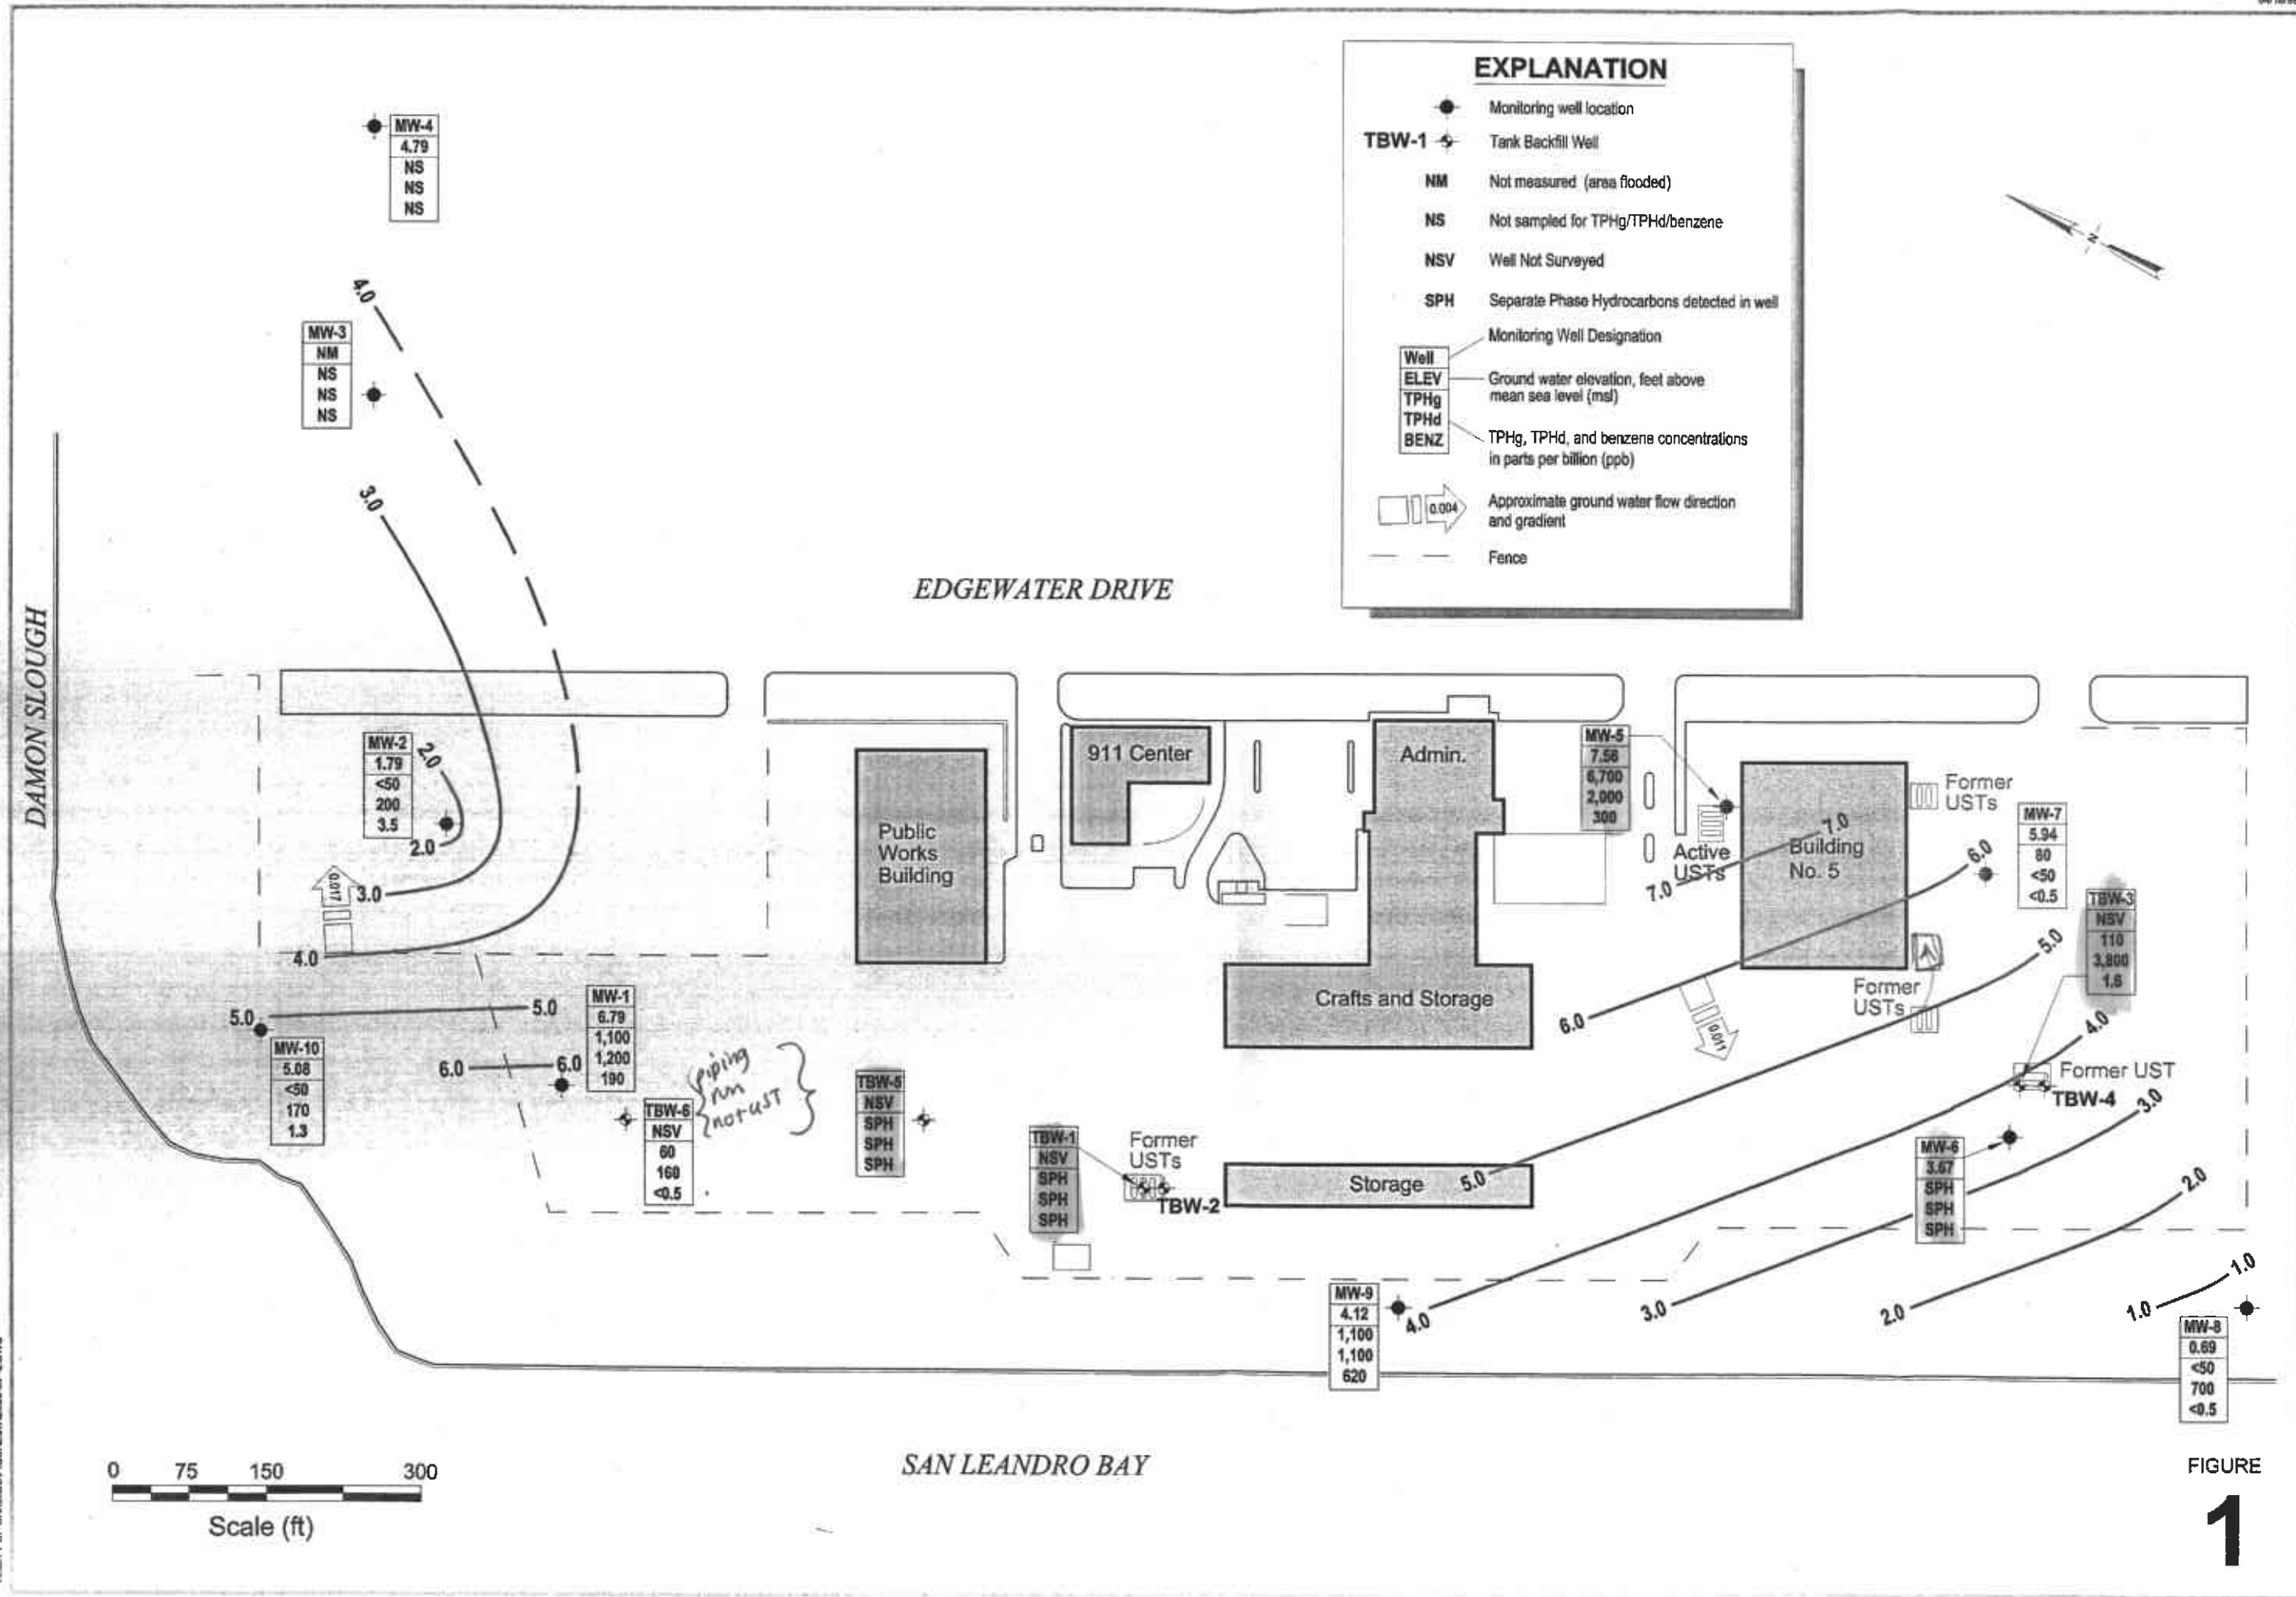 EXPLANATION
Monitoring well location
TBW-1 Tank Backfill Well
NM Not measured (area flooded)
NS Not sampled for TPHg/TPHd/benzene
NSV Well Not Surveyed
SPH Separate Phase Hydrocarbons detected in well
Monitoring Well Designation
Well
ELEV
TPHg
TPHd
BENZ
Ground water elevation, feet above
mean sea level (msl)
TPHg, TPHd, and benzene concentrations
in parts per billion (ppb)
0.004
Approximate ground water flow direction
and gradient
Fence
N
MW-4
4.79
NS
NS
NS
4.0
MW-3
NM
NS
NS
NS
3.0
EDGEWATER DRIVE
DAMON SLOUGH
MW-2
1.79
<50
200
3.5
2.0
2.0
0.017
3.0
4.0
5.0
5.0
MW-10
5.08
<50
170
1.3
6.0
6.0
MW-1
6.79
1,100
1,200
190
TBW-6
NSV
60
160
<0.5
piping
run
not UST
Public
Works
Building
911 Center
Admin.
Crafts and Storage
TBW-5
NSV
SPH
SPH
SPH
TBW-1
NSV
SPH
SPH
SPH
Former
USTs
TBW-2
Storage
5.0
MW-5
7.56
6,700
2,000
300
Active
USTs
7.0
7.0
Building
No. 5
Former
USTs
6.0
MW-7
5.94
80
<50
<0.5
TBW-3
NSV
110
3,800
1.6
5.0
Former
USTs
6.0
0.011
4.0
Former UST
TBW-4
3.0
MW-6
3.67
SPH
SPH
SPH
2.0
1.0
MW-9
4.12
1,100
1,100
620
4.0
3.0
2.0
1.0
MW-8
0.69
<50
700
<0.5
SAN LEANDRO BAY
0 75 150 300
Scale (ft)
FIGURE
1